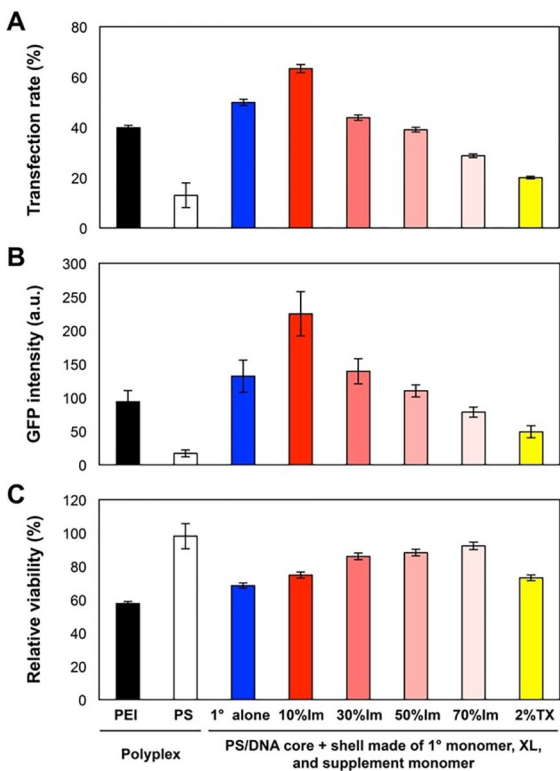 A
Transfection rate (%)
80
60
40
20
0
B
GFP intensity (a.u.)
300
250
200
150
100
50
0
C
Relative viability (%)
120
100
80
60
40
20
0
PEI PS 1° alone 10%Im 30%Im 50%Im 70%Im 2%TX
Polyplex
PS/DNA core + shell made of 1° monomer, XL,
and supplement monomer